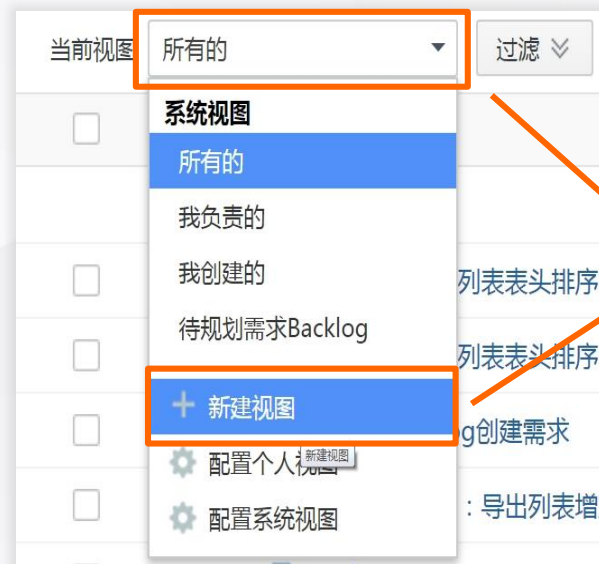 当前视图 所有的 过滤
系统视图
所有的
我负责的
我创建的
列表表头排序
待规划需求Backlog
列表表头排序
新建视图
og创建需求
配置个人视图
新建视图
：导出列表增
配置系统视图